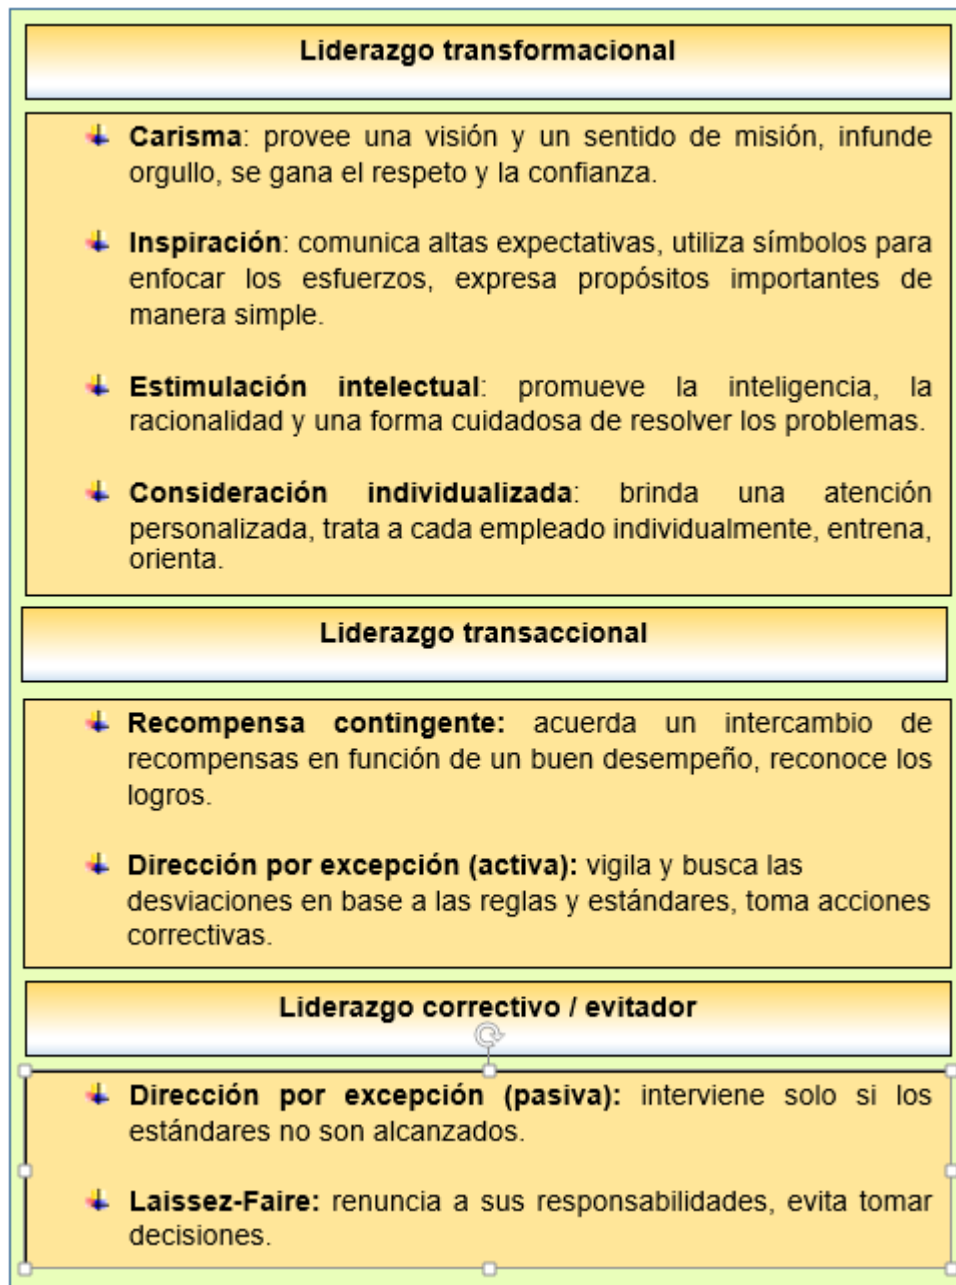 Liderazgo transformacional
Carisma: provee una visión y un sentido de misión, infunde
orgullo, se gana el respeto y la confianza.
Inspiración: comunica altas expectativas, utiliza símbolos para
enfocar los esfuerzos, expresa propósitos importantes de
manera simple.
Estimulación intelectual: promueve la inteligencia, la
racionalidad y una forma cuidadosa de resolver los problemas.
Consideración individualizada: brinda una atención
personalizada, trata a cada empleado individualmente, entrena,
orienta.
Liderazgo transaccional
Recompensa contingente: acuerda un intercambio de
recompensas en función de un buen desempeño, reconoce los
logros.
Dirección por excepción (activa): vigila y busca las
desviaciones en base a las reglas y estándares, toma acciones
correctivas.
Liderazgo correctivo / evitador
Dirección por excepción (pasiva): interviene solo si los
estándares no son alcanzados.
Laissez-Faire: renuncia a sus responsabilidades, evita tomar
decisiones.